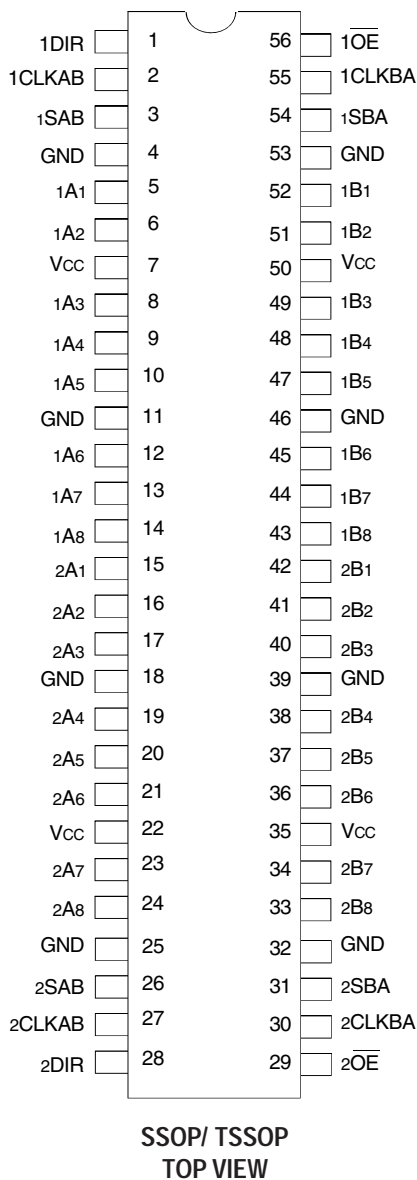 1DIR 1 56 1O̅E̅
1CLKAB 2 55 1CLKBA
1SAB 3 54 1SBA
GND 4 53 GND
1A1 5 52 1B1
1A2 6 51 1B2
VCC 7 50 VCC
1A3 8 49 1B3
1A4 9 48 1B4
1A5 10 47 1B5
GND 11 46 GND
1A6 12 45 1B6
1A7 13 44 1B7
1A8 14 43 1B8
2A1 15 42 2B1
2A2 16 41 2B2
2A3 17 40 2B3
GND 18 39 GND
2A4 19 38 2B4
2A5 20 37 2B5
2A6 21 36 2B6
VCC 22 35 VCC
2A7 23 34 2B7
2A8 24 33 2B8
GND 25 32 GND
2SAB 26 31 2SBA
2CLKAB 27 30 2CLKBA
2DIR 28 29 2O̅E̅
SSOP/ TSSOP
TOP VIEW